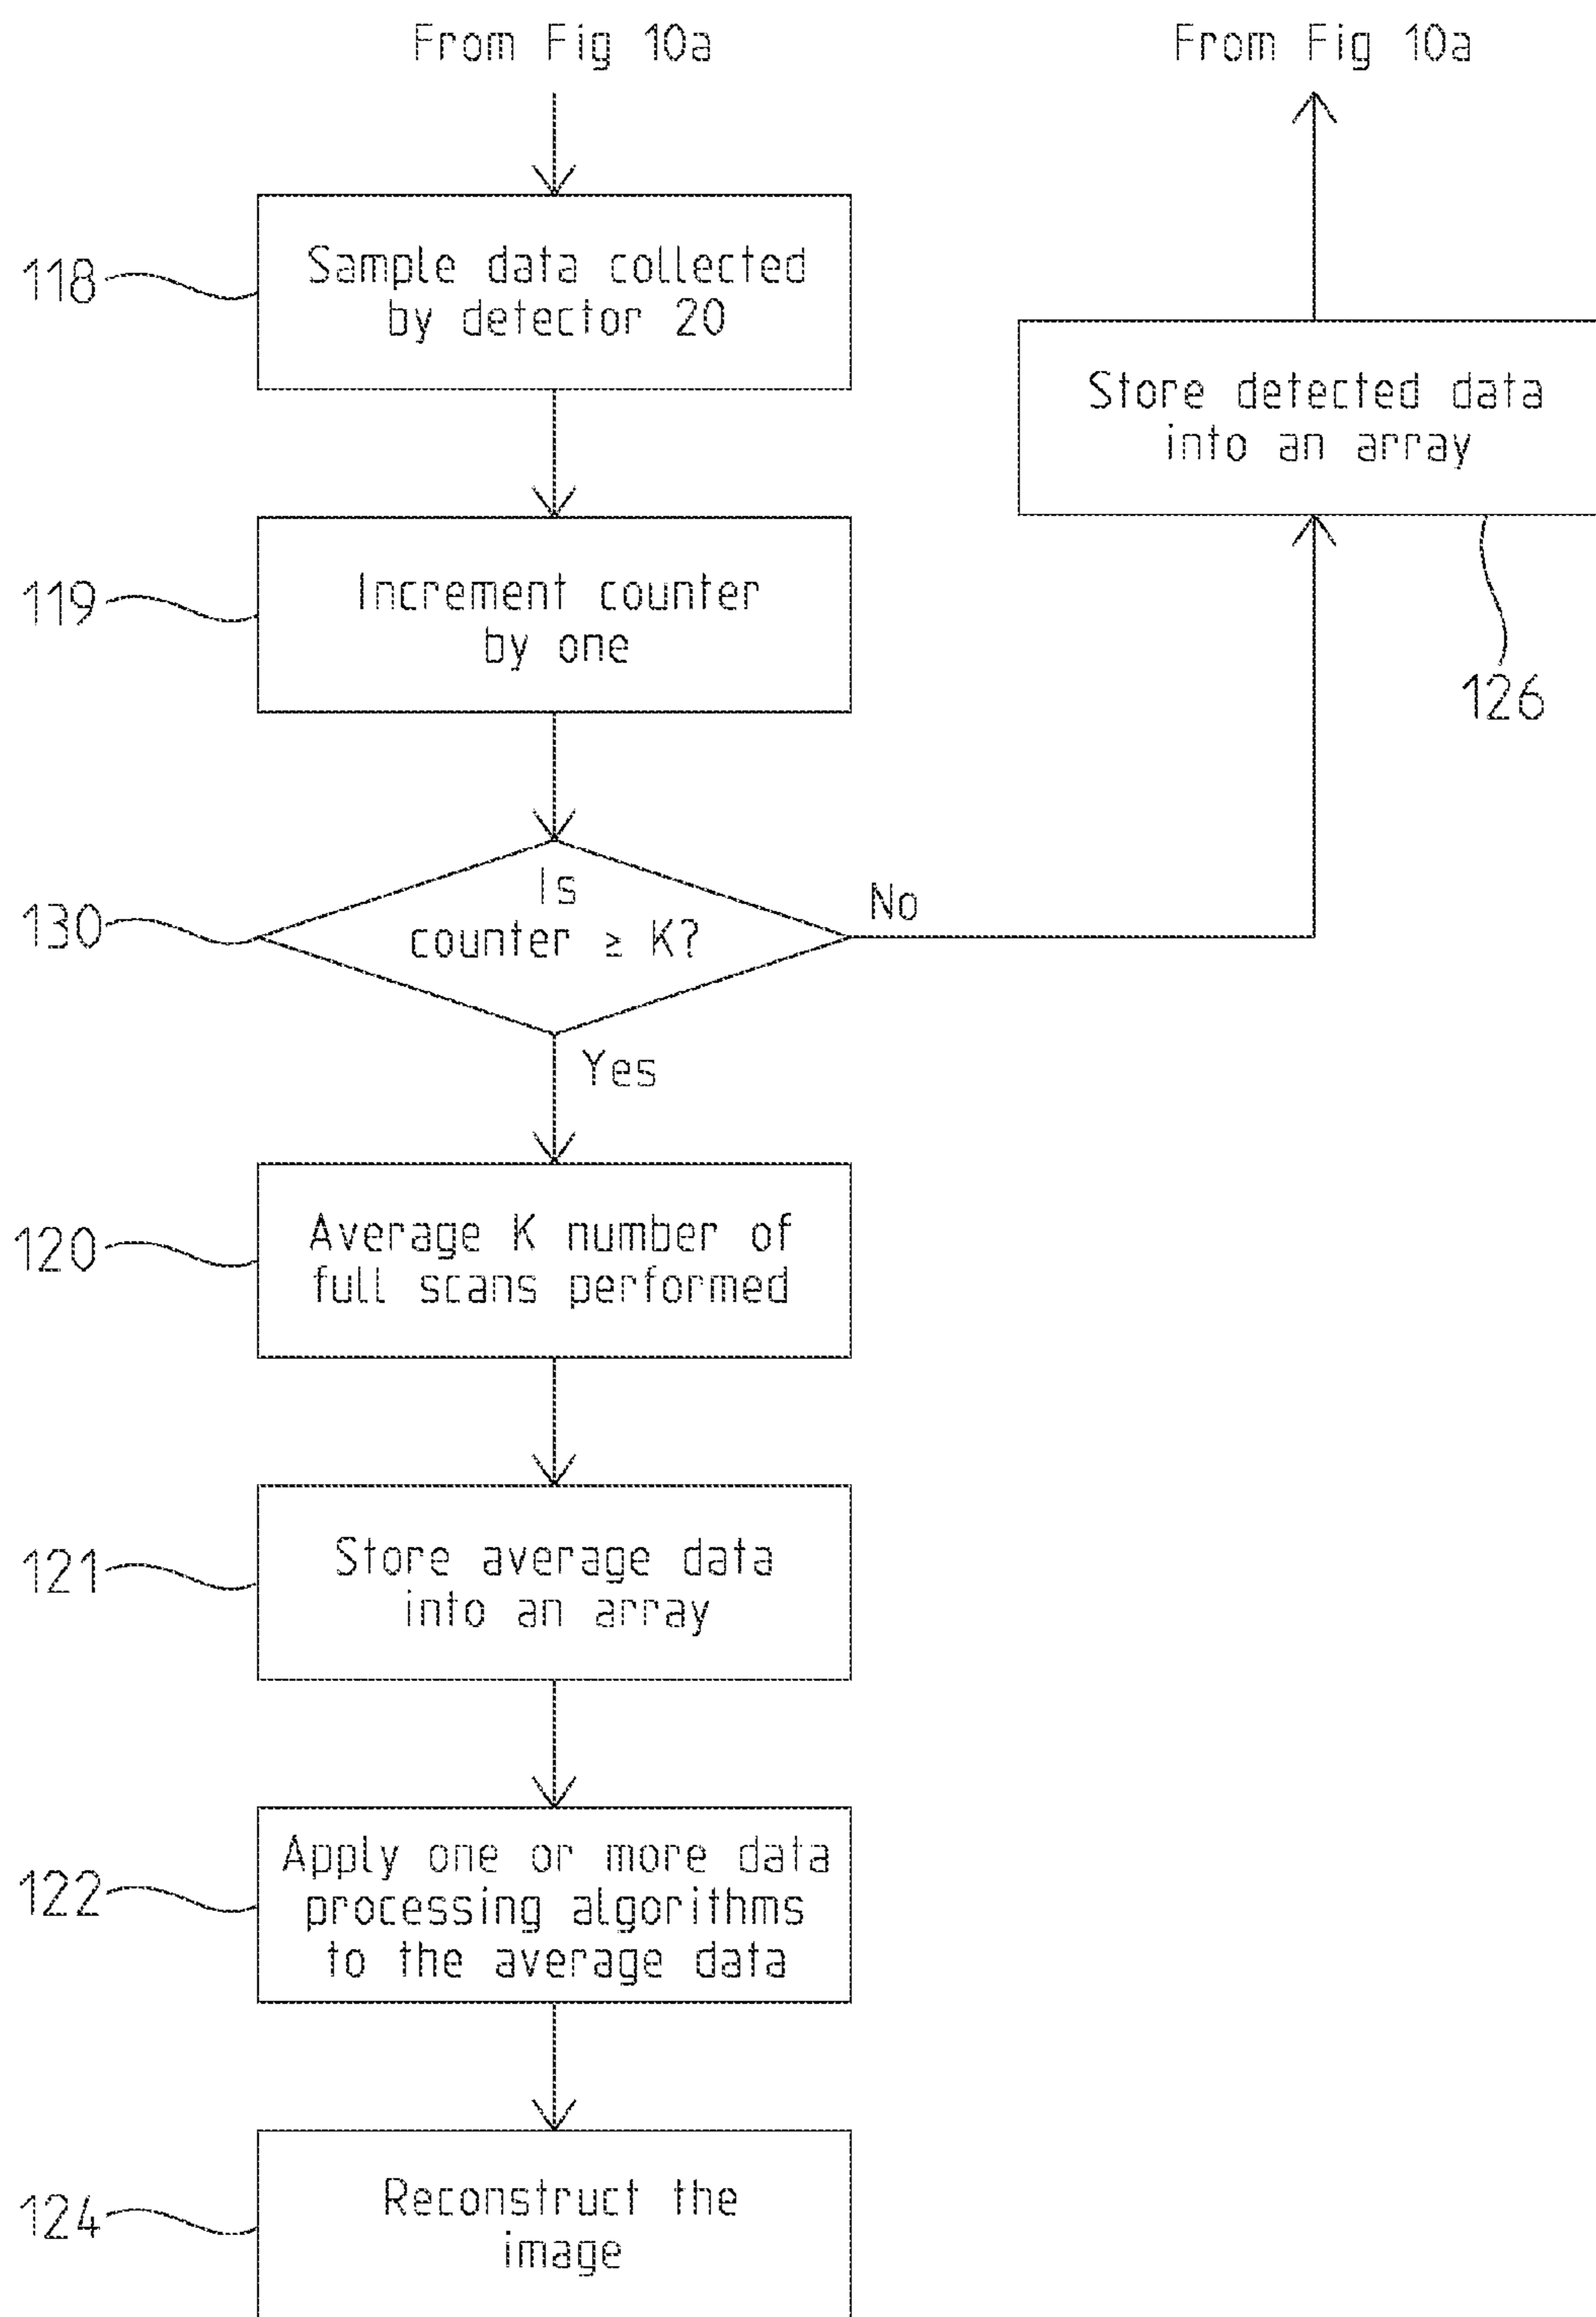 From Fig 10a
From Fig 10a
118
Sample data collected
by detector 20
Store detected data
into an array
126
119
Increment counter
by one
130
Is
counter ≥ K?
No
Yes
120
Average K number of
full scans performed
121
Store average data
into an array
122
Apply one or more data
processing algorithms
to the average data
124
Reconstruct the
image